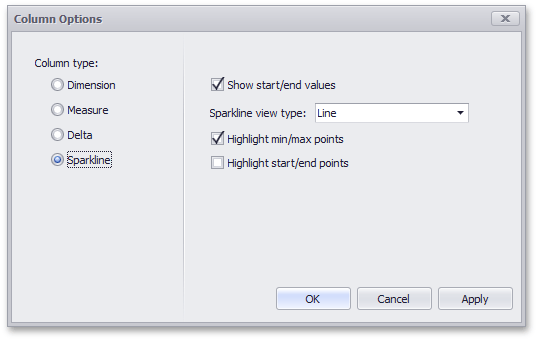 Column Options
Column type:
Dimension
Measure
Delta
Sparkline
Show start/end values
Sparkline view type: Line
Highlight min/max points
Highlight start/end points
OK Cancel Apply